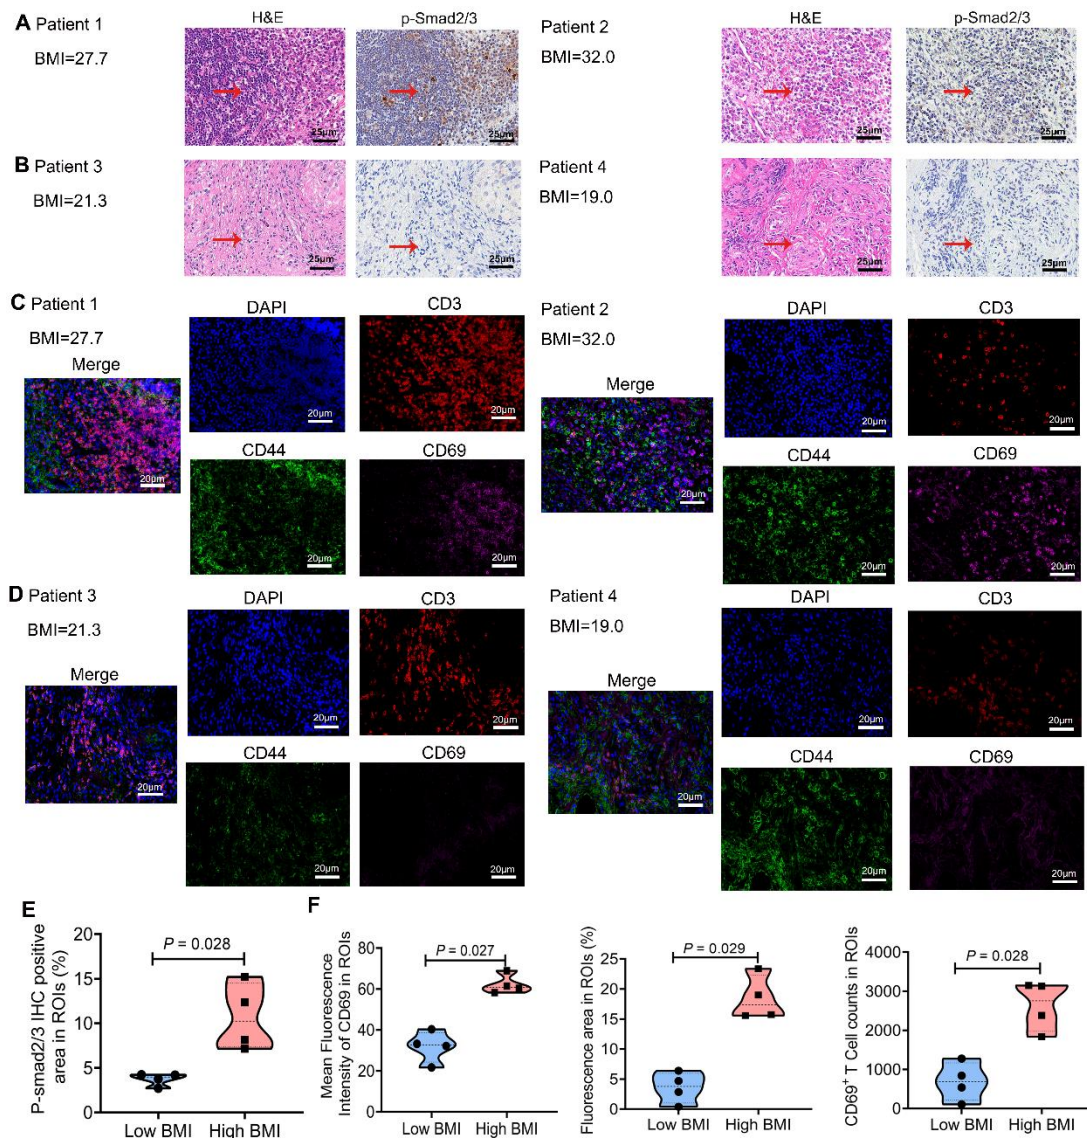 A Patient 1
BMI=27.7
H&E
p-Smad2/3
25μm
25μm
Patient 2
BMI=32.0
H&E
p-Smad2/3
25μm
25μm
B Patient 3
BMI=21.3
25μm
25μm
Patient 4
BMI=19.0
25μm
25μm
C Patient 1
BMI=27.7
Merge
20μm
DAPI
20μm
CD3
20μm
CD44
20μm
CD69
20μm
Patient 2
BMI=32.0
Merge
20μm
DAPI
20μm
CD3
20μm
CD44
20μm
CD69
20μm
D Patient 3
BMI=21.3
Merge
20μm
DAPI
20μm
CD3
20μm
CD44
20μm
CD69
20μm
Patient 4
BMI=19.0
Merge
20μm
DAPI
20μm
CD3
20μm
CD44
20μm
CD69
20μm
E
P-smad2/3 IHC positive
area in ROIs (%)
20
15
10
5
0
P = 0.028
Low BMI High BMI
F
Mean Fluorescence
Intensity of CD69 in ROIs
80
60
40
20
0
P = 0.027
Low BMI High BMI
Fluorescence area in ROIs (%)
25
20
15
10
5
0
P = 0.029
Low BMI High BMI
CD69+ T Cell counts in ROIs
4000
3000
2000
1000
0
P = 0.028
Low BMI High BMI